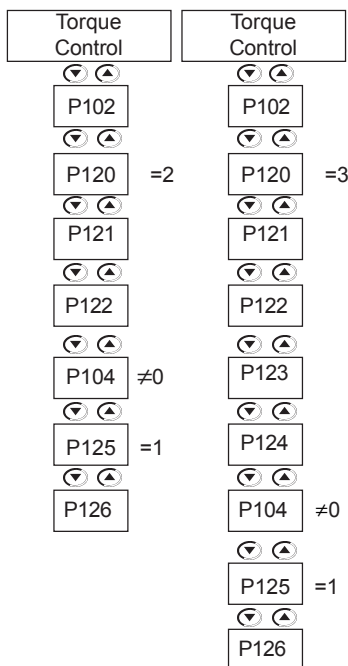 Torque
Control
P102
P120 =2
P121
P122
P104 ≠0
P125 =1
P126
Torque
Control
P102
P120 =3
P121
P122
P123
P124
P104 ≠0
P125 =1
P126